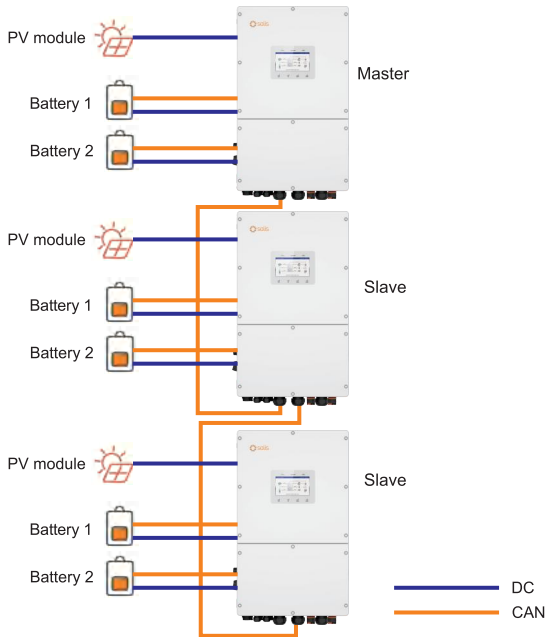 PV module
Master
Battery 1
Battery 2
PV module
Slave
Battery 1
Battery 2
PV module
Slave
Battery 1
Battery 2
DC
CAN